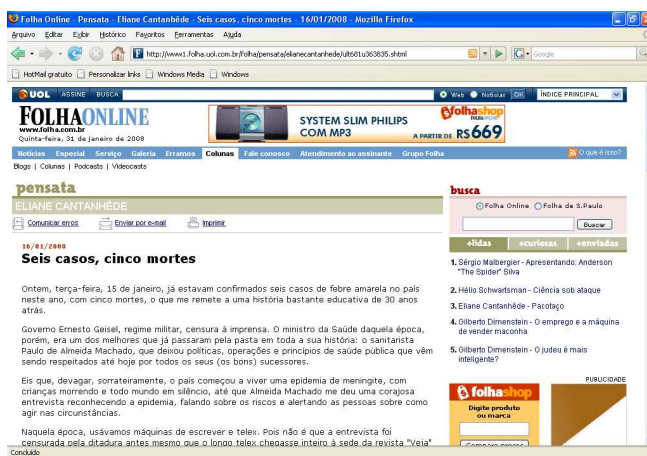 Folha Online - Pensata - Eliane Cantanhêde - Seis casos, cinco mortes - 16/01/2008 - Mozilla Firefox
Arquivo Editar Exibir Histórico Favoritos Ferramentas Ajuda
http://www1.folha.uol.com.br/folha/pensata/elianecantanhede/ult681u363835.shtml
Google
HotMail gratuito Personalizar links Windows Media Windows
UOL ASSINE BUSCA Web Notícias OK ÍNDICE PRINCIPAL
FOLHAONLINE
www.folha.com.br
Quinta-feira, 31 de janeiro de 2008
SYSTEM SLIM PHILIPS
COM MP3
A PARTIR DE R$669
folhashop
Notícias Especial Serviço Galeria Erramos Colunas Fale conosco Atendimento ao assinante Grupo Folha O que é isso?
Blogs | Colunas | Podcasts | Videocasts
pensata
ELIANE CANTANHÊDE
Comunicar erros Enviar por e-mail Imprimir
16/01/2008
Seis casos, cinco mortes
Ontem, terça-feira, 15 de janeiro, já estavam confirmados seis casos de febre amarela no país
neste ano, com cinco mortes, o que me remete a uma história bastante educativa de 30 anos
atrás.
Governo Ernesto Geisel, regime militar, censura à imprensa. O ministro da Saúde daquela época,
porém, era um dos melhores que já passaram pela pasta em toda a sua história: o sanitarista
Paulo de Almeida Machado, que deixou políticas, operações e princípios de saúde pública que vêm
sendo respeitados até hoje por todos os seus (os bons) sucessores.
Eis que, devagar, sorrateiramente, o país começou a viver uma epidemia de meningite, com
crianças morrendo e todo mundo em silêncio, até que Almeida Machado me deu uma corajosa
entrevista reconhecendo a epidemia, falando sobre os riscos e alertando as pessoas sobre como
agir nas circunstâncias.
Naquela época, usávamos máquinas de escrever e telex. Pois não é que a entrevista foi
censurada pela ditadura antes mesmo que o longo telex chegasse inteiro à sede da revista "Veja"
busca
Folha Online Folha de S.Paulo
Buscar
+lidas +curiosas +enviadas
1. Sérgio Malbergier - Apresentando: Anderson
"The Spider" Silva
2. Hélio Schwartsman - Ciência sob ataque
3. Eliane Cantanhêde - Pacotaço
4. Gilberto Dimenstein - O emprego e a máquina
de vender maconha
5. Gilberto Dimenstein - O judeu é mais
inteligente?
PUBLICIDADE
folhashop
Digite produto
ou marca
Concluído